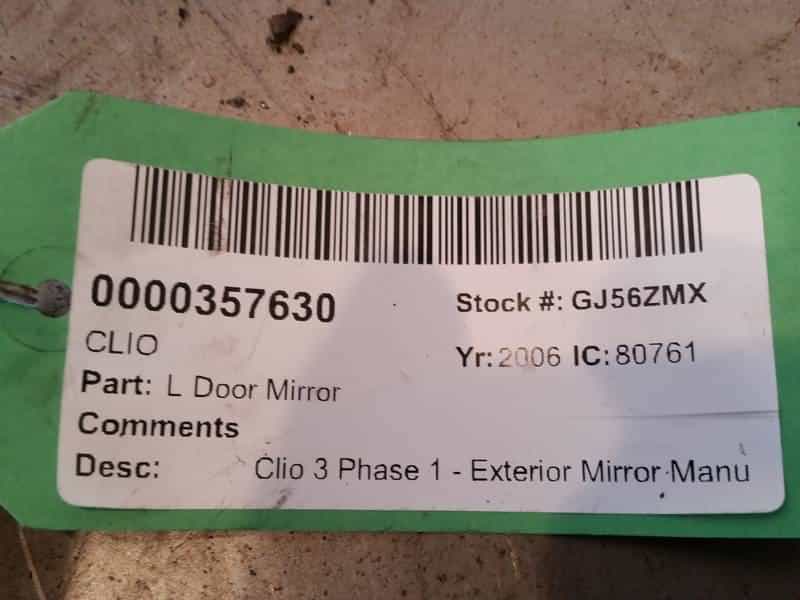 0000357630
Stock #: GJ56ZMX
CLIO
Yr: 2006 IC: 80761
Part: L Door Mirror
Comments
Desc: Clio 3 Phase 1 - Exterior Mirror Manu